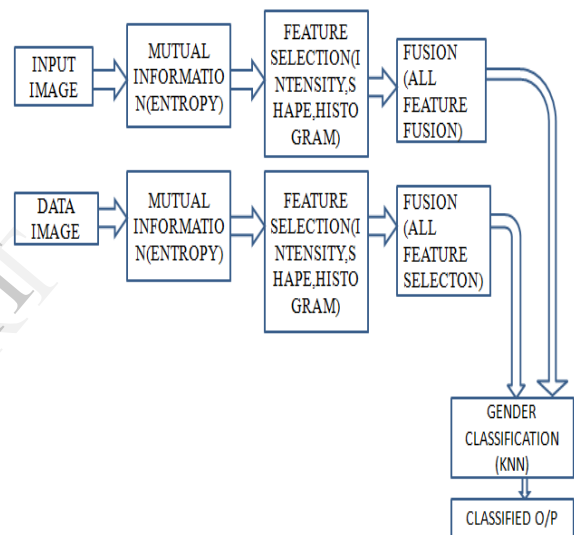 INPUT
IMAGE
MUTUAL
INFORMATIO
N(ENTROPY)
FEATURE
SELECTION(I
NTENSITY,S
HAPE,HISTO
GRAM)
FUSION
(ALL
FEATURE
FUSION)
DATA
IMAGE
MUTUAL
INFORMATIO
N(ENTROPY)
FEATURE
SELECTION(I
NTENSITY,S
HAPE,HISTO
GRAM)
FUSION
(ALL
FEATURE
SELECTON)
GENDER
CLASSIFICATION
(KNN)
CLASSIFIED O/P